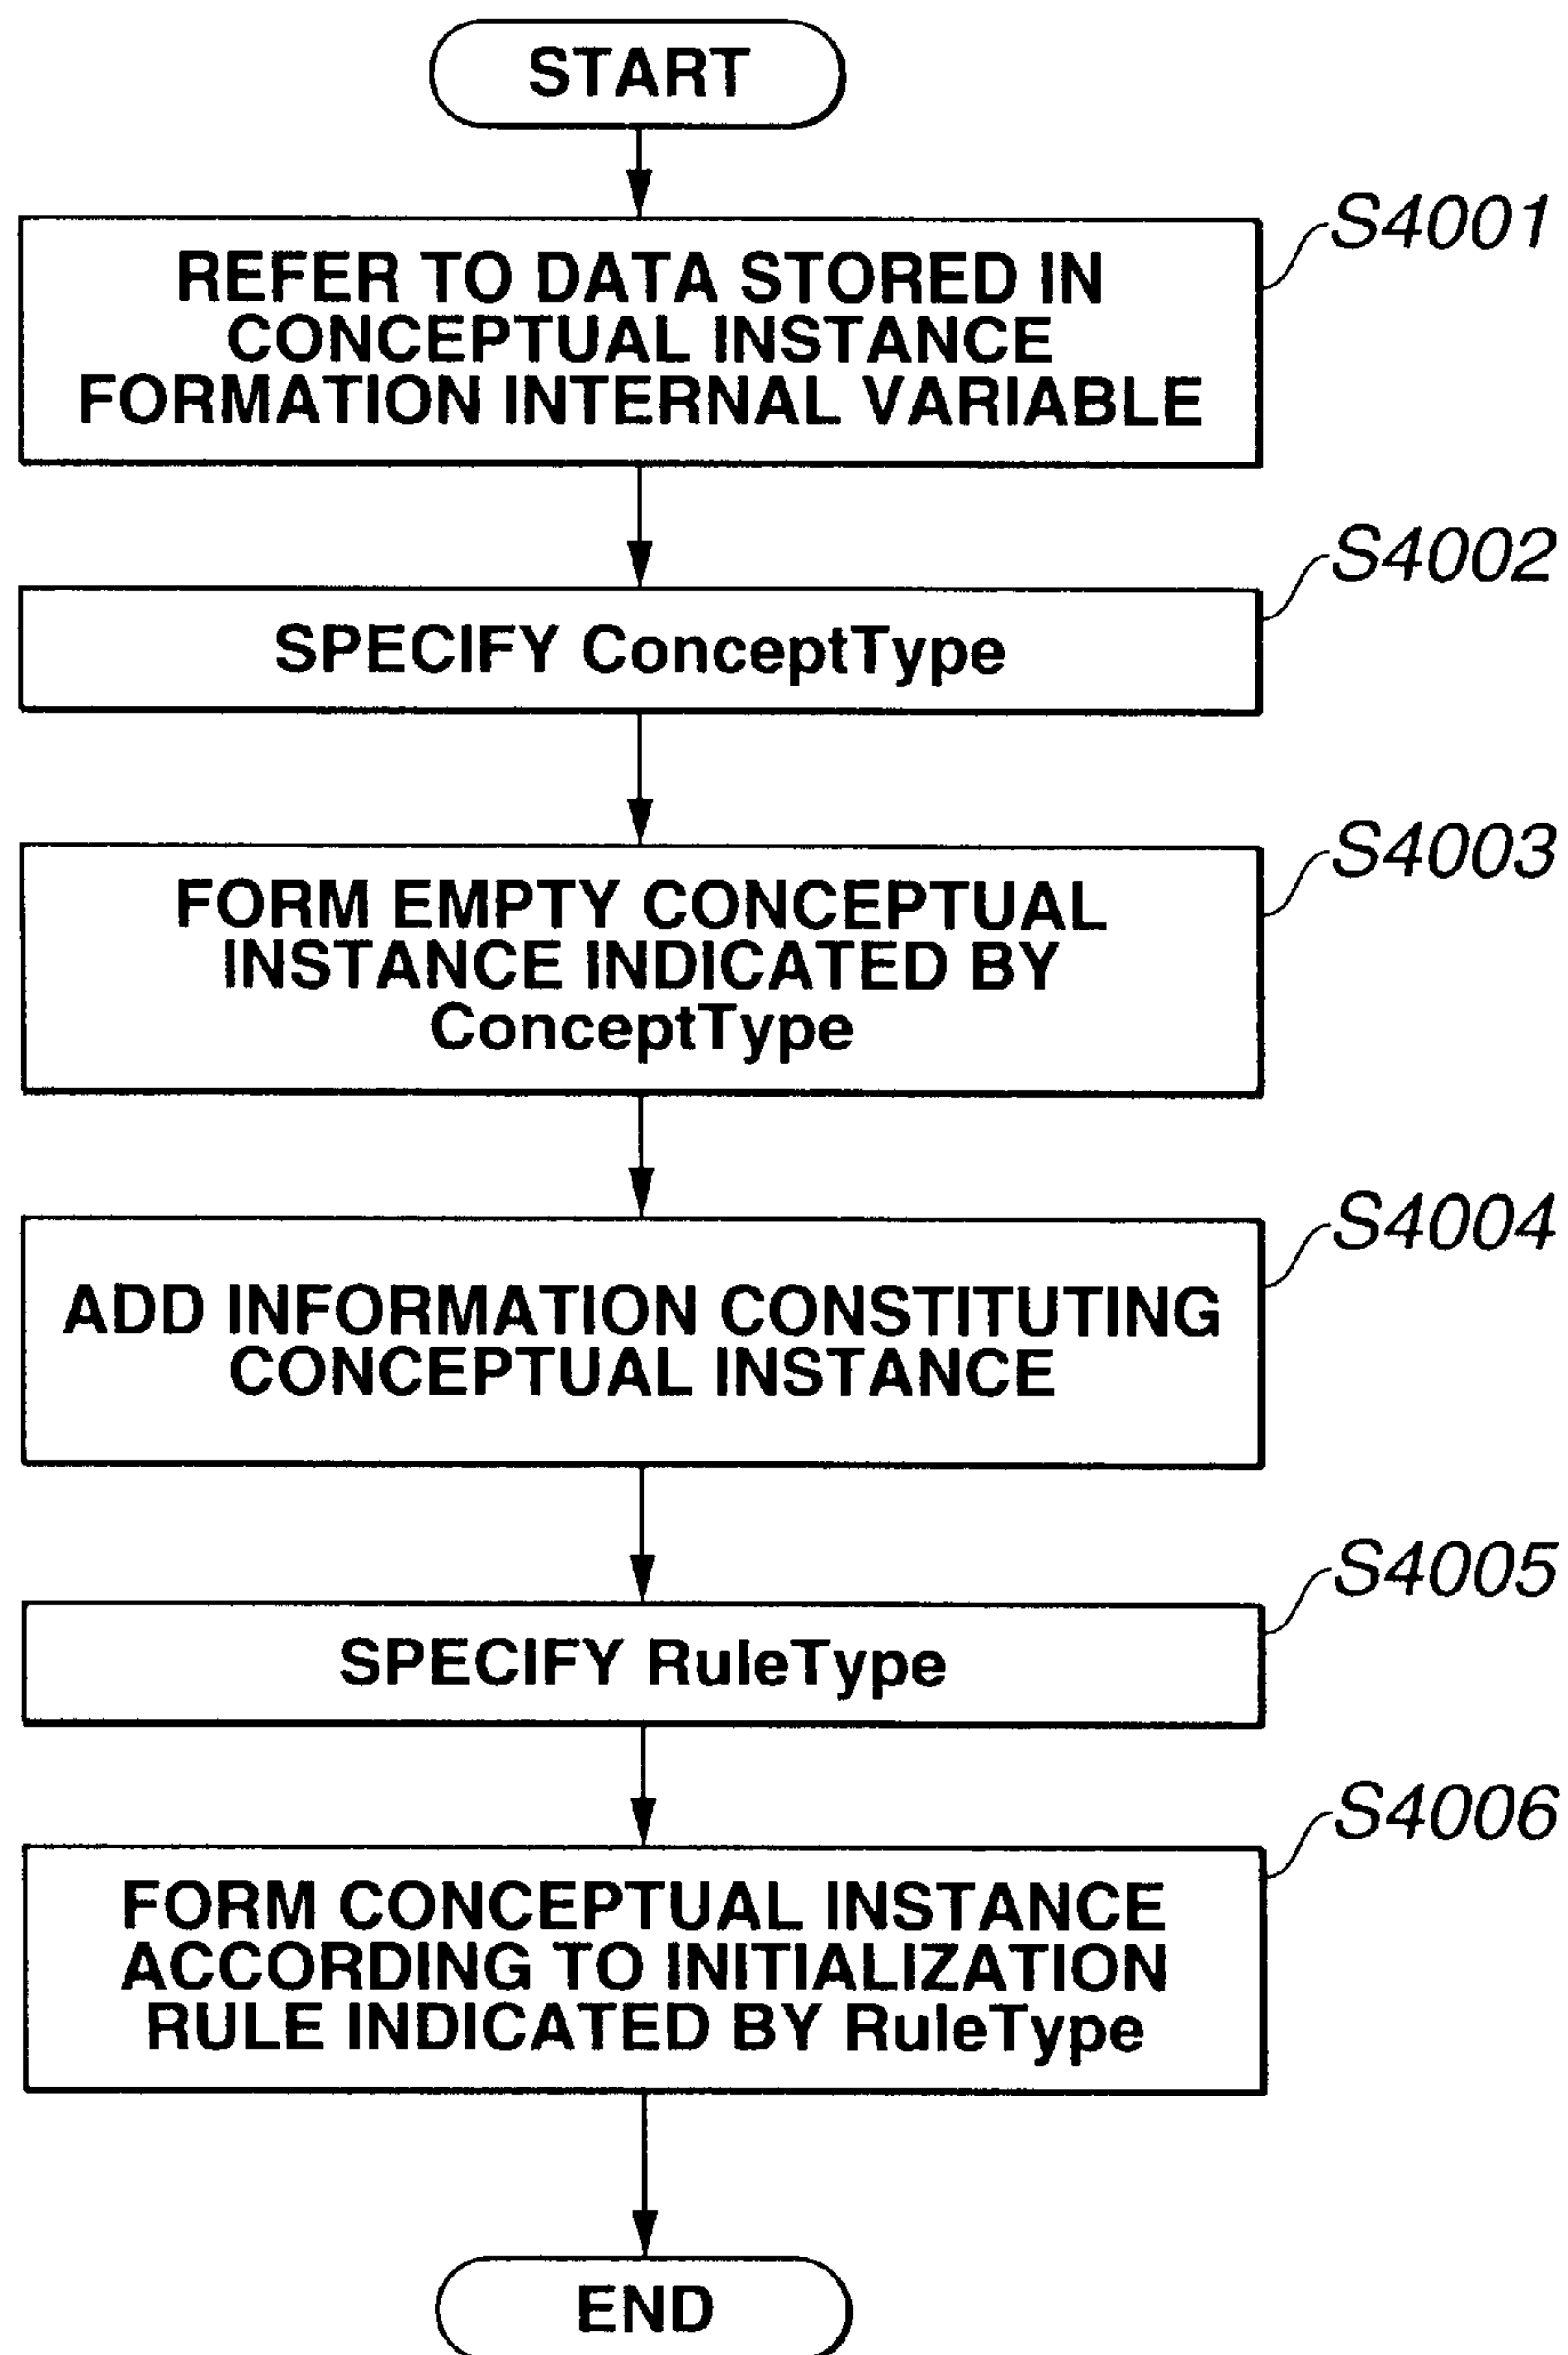 START
S4001
REFER TO DATA STORED IN
CONCEPTUAL INSTANCE
FORMATION INTERNAL VARIABLE
S4002
SPECIFY ConceptType
S4003
FORM EMPTY CONCEPTUAL
INSTANCE INDICATED BY
ConceptType
S4004
ADD INFORMATION CONSTITUTING
CONCEPTUAL INSTANCE
S4005
SPECIFY RuleType
S4006
FORM CONCEPTUAL INSTANCE
ACCORDING TO INITIALIZATION
RULE INDICATED BY RuleType
END